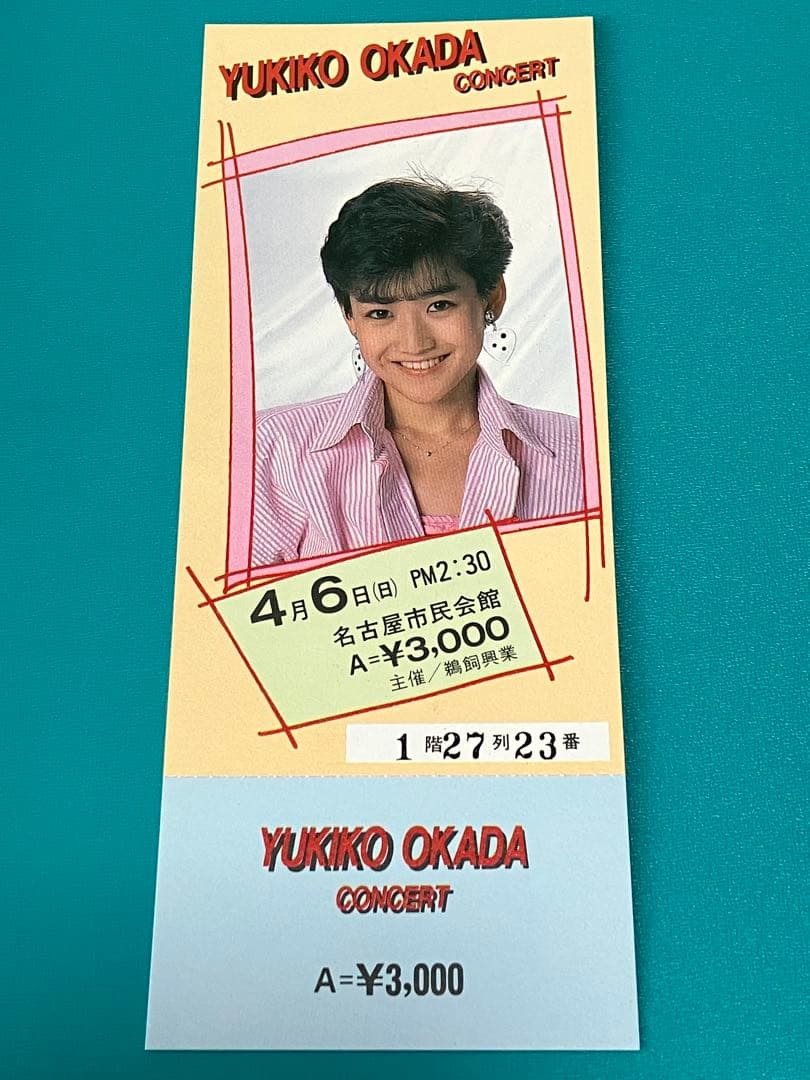 YUKIKO OKADA
CONCERT
4月6日(日) PM2:30
名古屋市民会館
A=¥3,000
主催/鵜飼興業
1階27列23番
YUKIKO OKADA
CONCERT
A=¥3,000